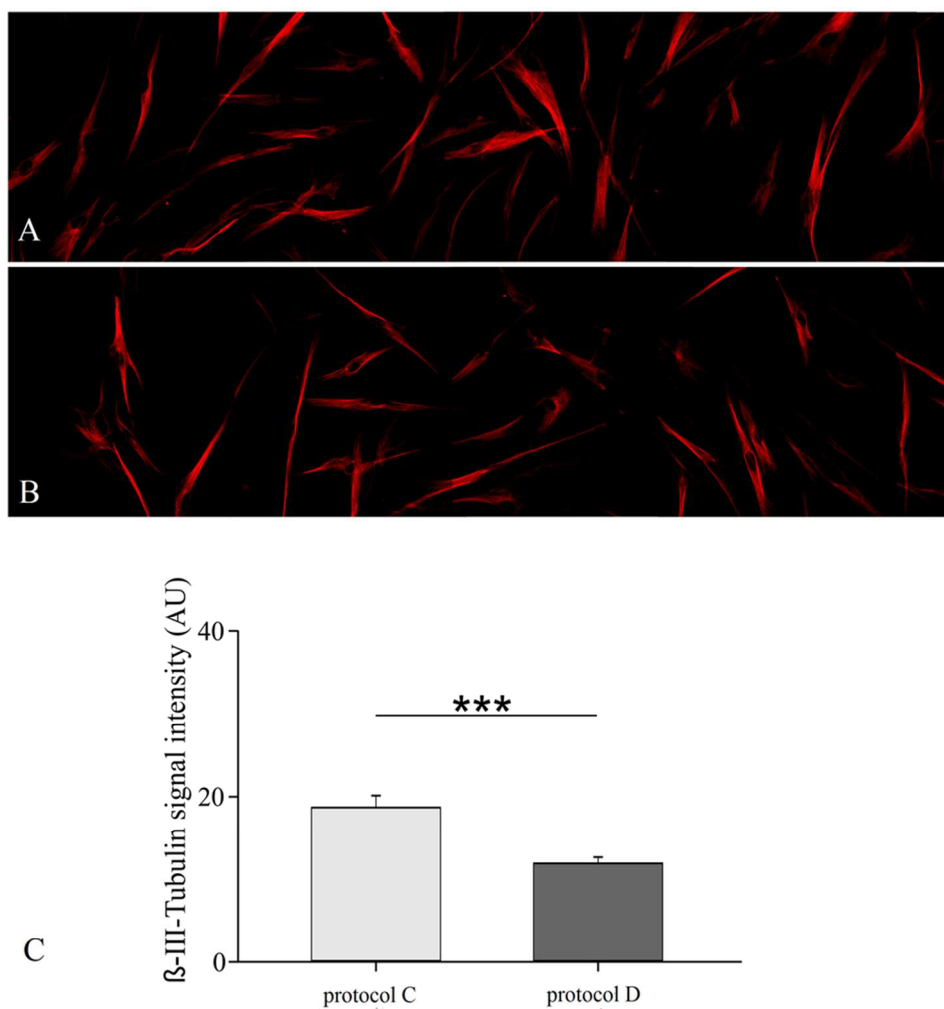 A
B
C
ß-III-Tubulin signal intensity (AU)
40
20
0
***
protocol C
protocol D